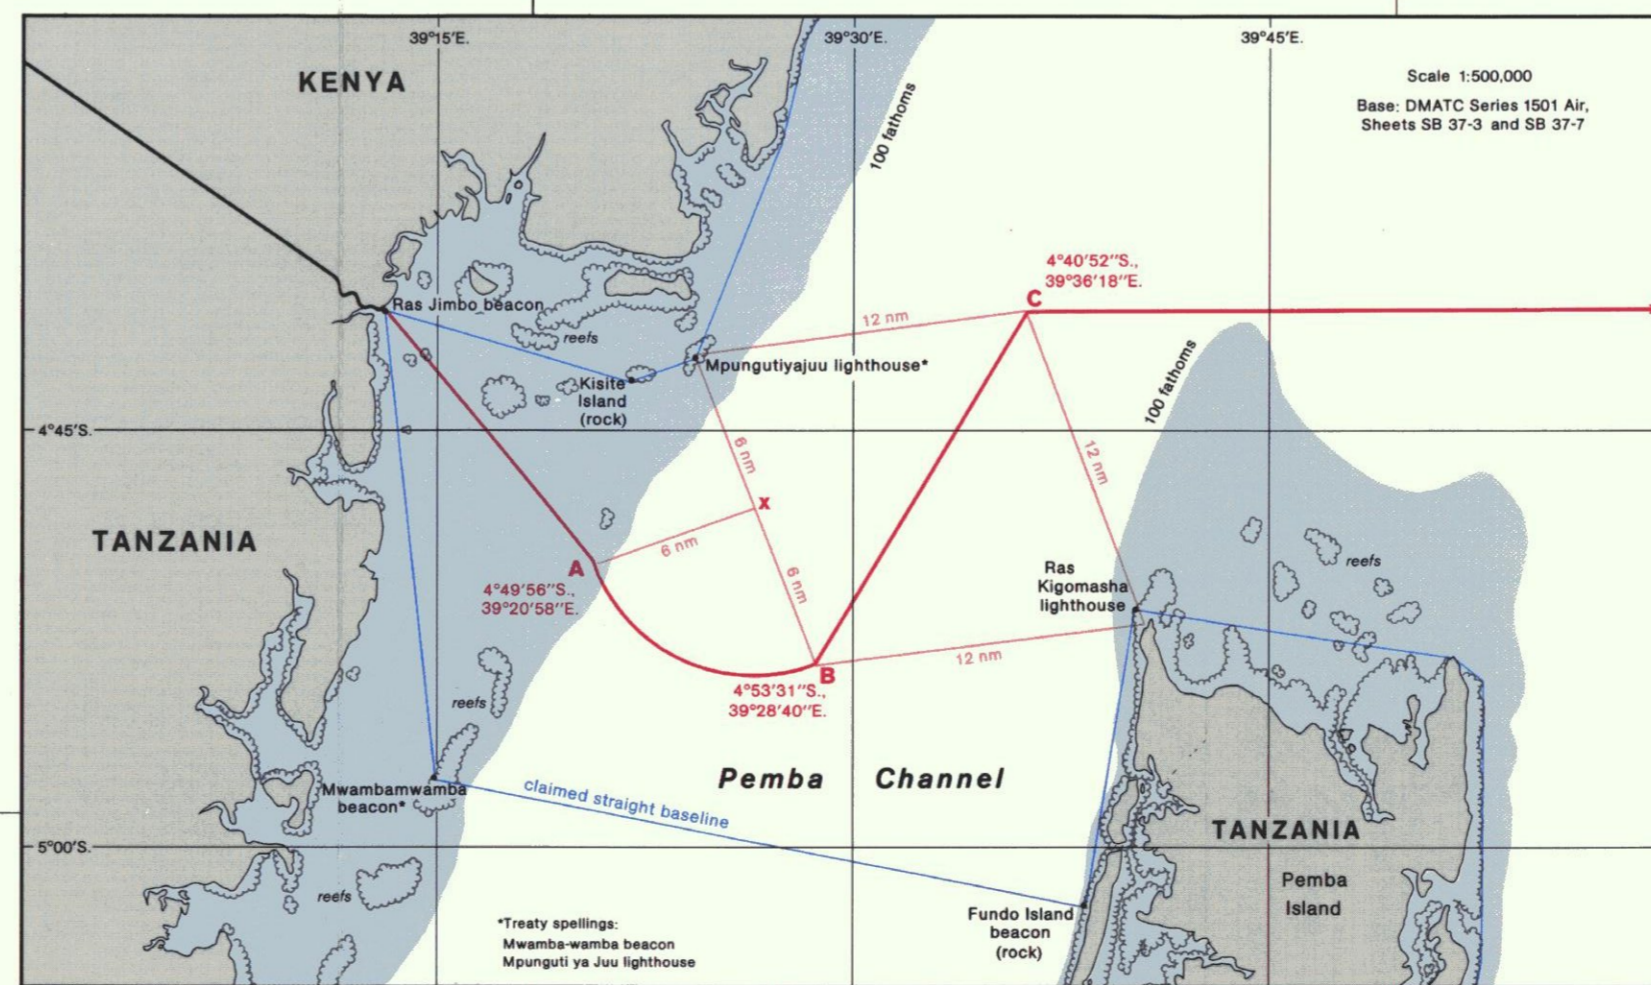 39°15'E.
39°30'E.
39°45'E.
KENYA
Scale 1:500,000
Base: DMATC Series 1501 Air,
Sheets SB 37-3 and SB 37-7
100 fathoms
4°40'52"S.,
39°36'18"E.
C
Ras Jimbo beacon
12 nm
reefs
Mpungutiyajuu lighthouse*
Kisite
Island
(rock)
100 fathoms
4°45'S.
6 nm
12 nm
X
TANZANIA
6 nm
reefs
A
Ras
Kigomasha
lighthouse
4°49'56"S.,
39°20'58"E.
6 nm
12 nm
B
4°53'31"S.,
39°28'40"E.
reefs
Pemba Channel
Mwambamwamba
beacon*
claimed straight baseline
TANZANIA
5°00'S.
Pemba
Island
reefs
Fundo Island
beacon
(rock)
*Treaty spellings:
Mwamba-wamba beacon
Mpunguti ya Juu lighthouse